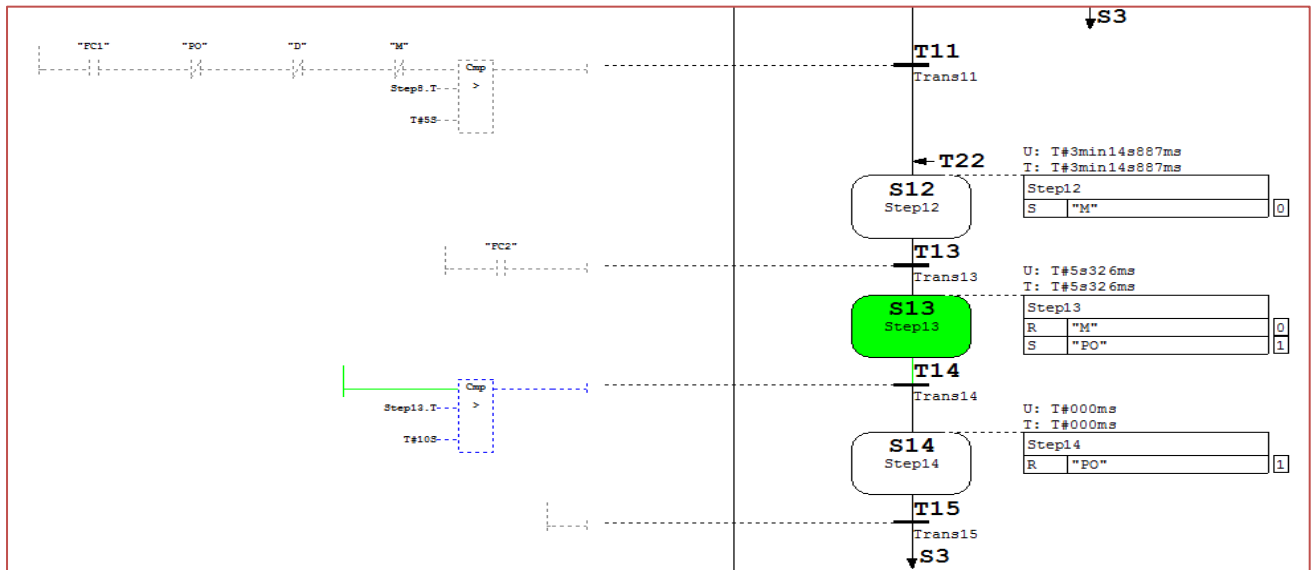 S3
"FC1" "PO" "D" "M"
T11
Cmp
Trans11
Step8.T
>
T#5S
U: T#3min14s887ms
T22
T: T#3min14s887ms
S12
Step12
Step12
S "M" 0
"FC2"
T13
Trans13
U: T#5s326ms
T: T#5s326ms
S13
Step13
Step13
R "M" 0
S "PO" 1
T14
Cmp
Trans14
Step13.T
>
T#10S
U: T#000ms
T: T#000ms
S14
Step14
Step14
R "PO" 1
T15
Trans15
S3